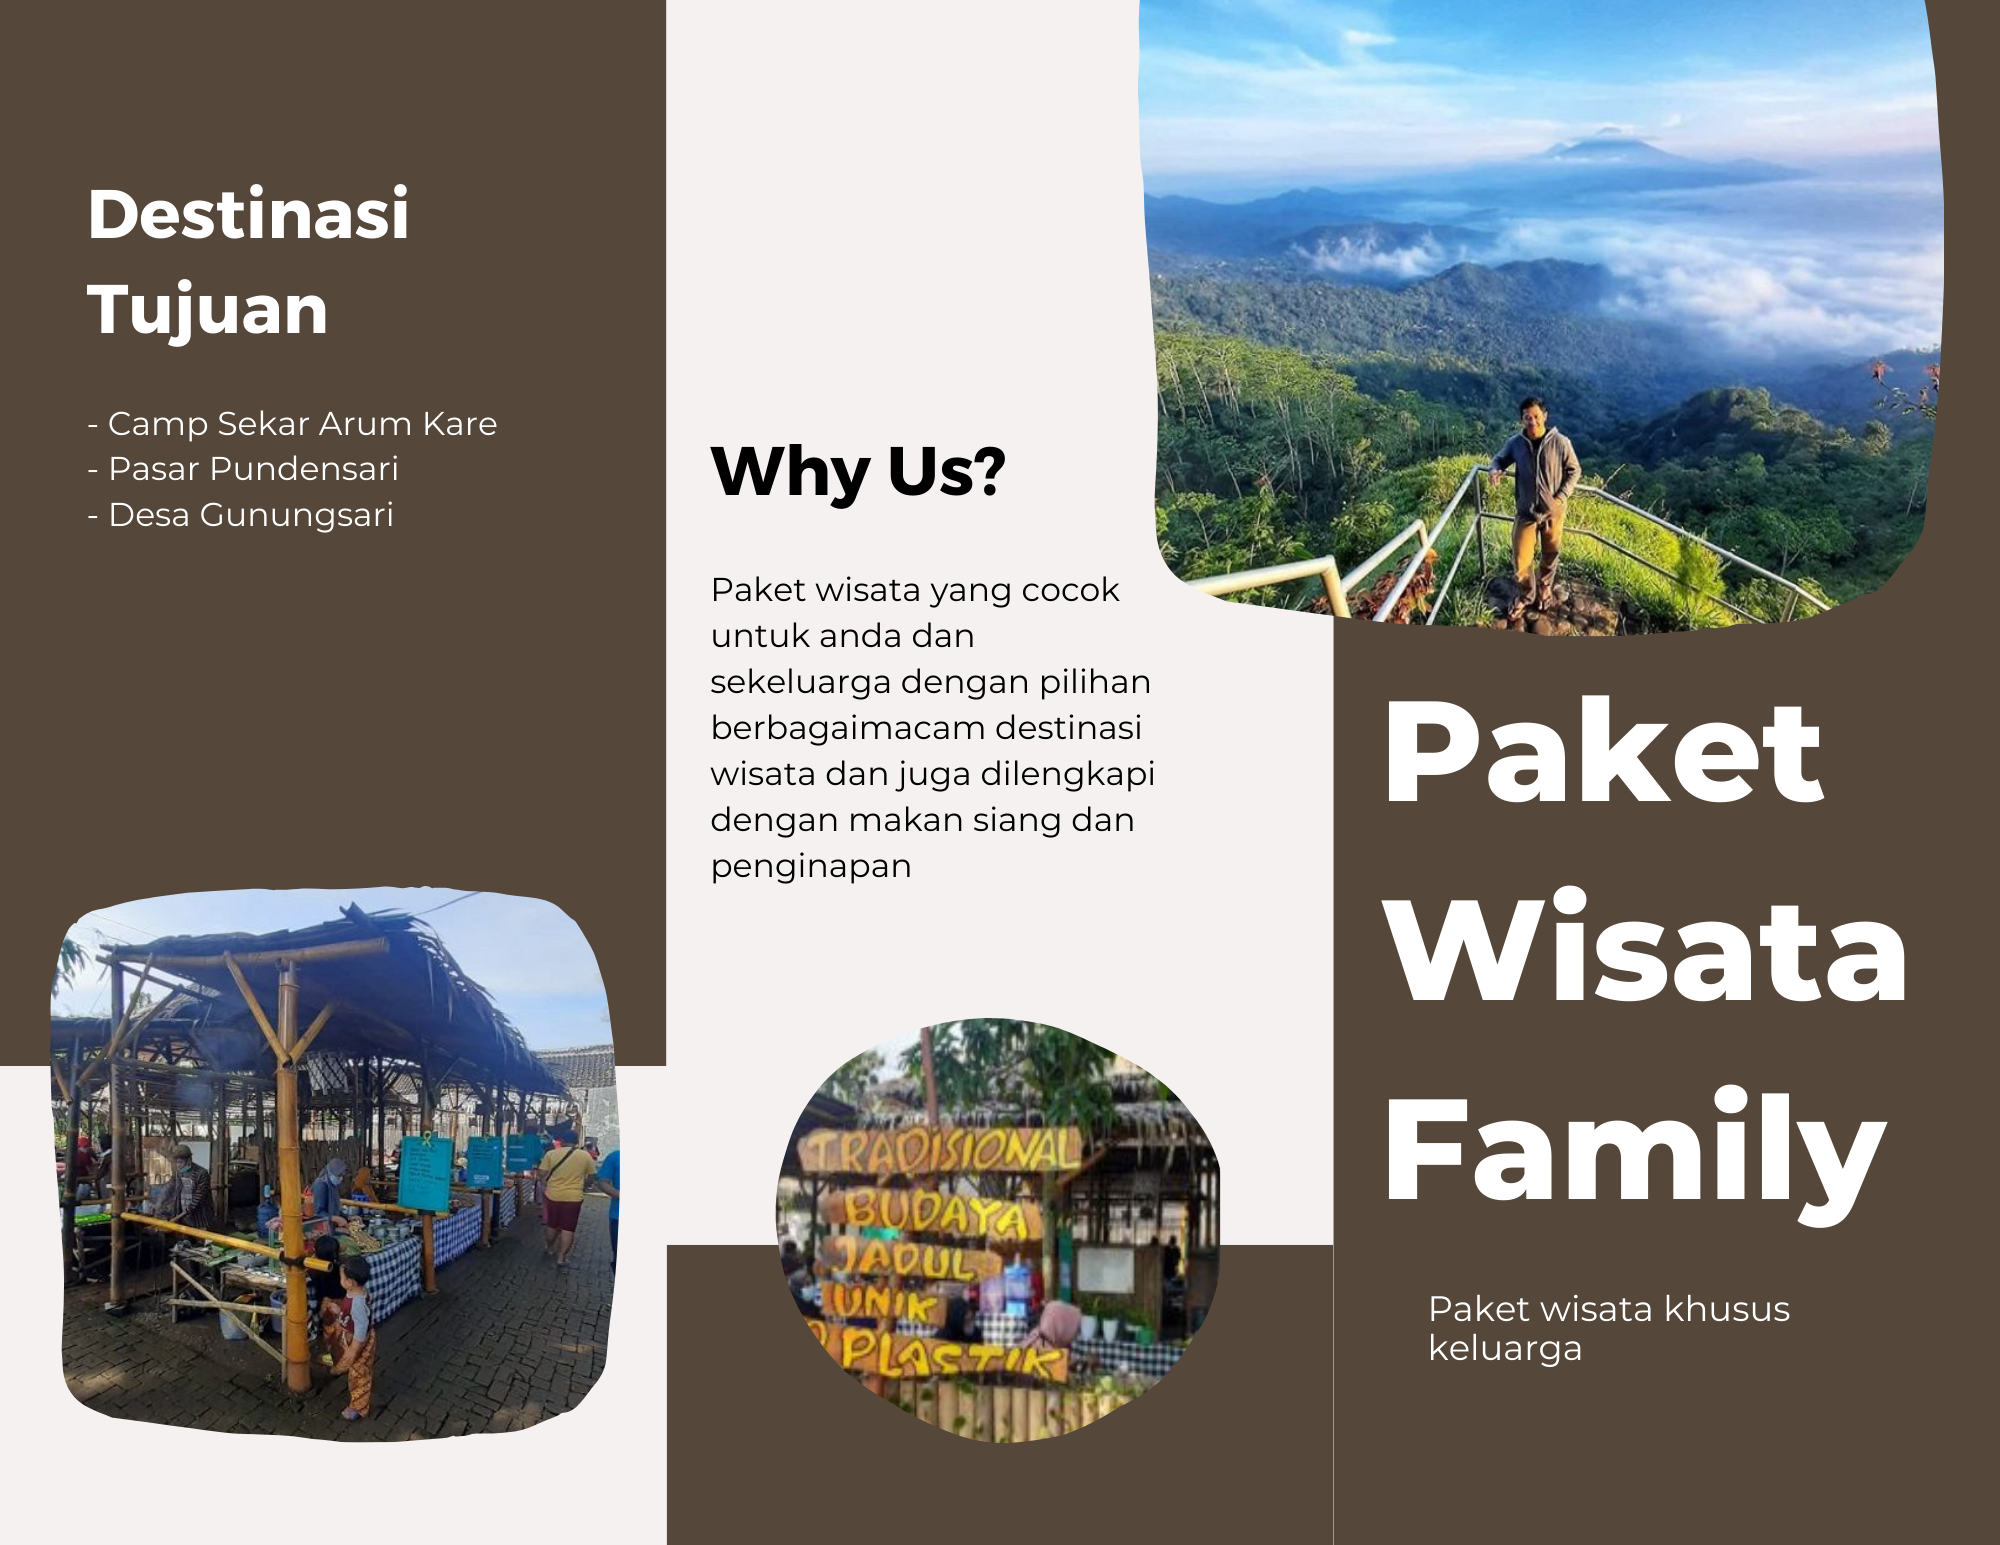 Destinasi
Tujuan
- Camp Sekar Arum Kare
- Pasar Pundensari
- Desa Gunungsari
Why Us?
Paket wisata yang cocok
untuk anda dan
sekeluarga dengan pilihan
berbagaimacam destinasi
wisata dan juga dilengkapi
dengan makan siang dan
penginapan
TRADISIONAL
BUDAYA
JADUL
UNIK
PLASTIK
Paket
Wisata
Family
Paket wisata khusus
keluarga